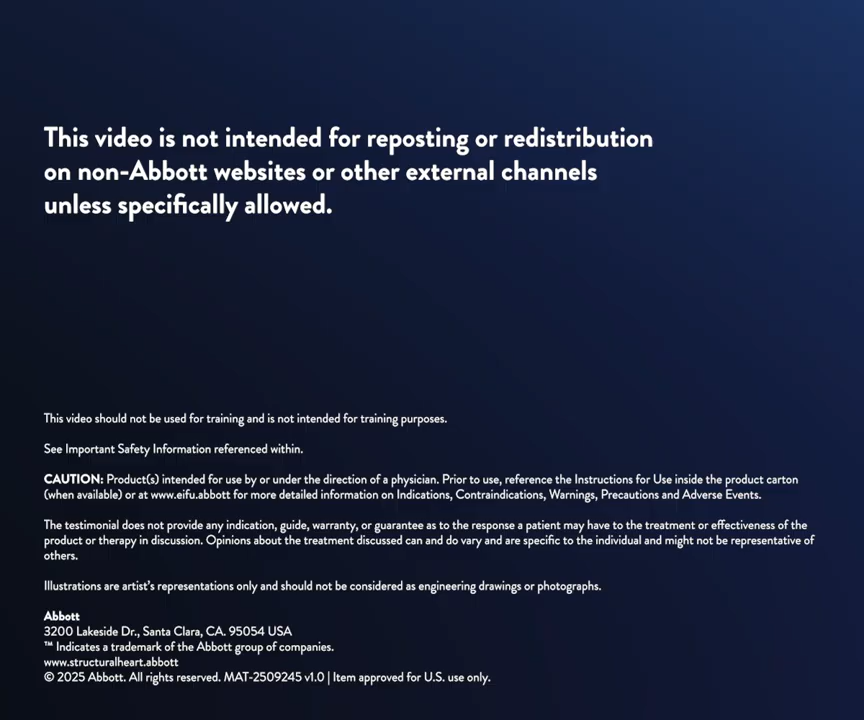 This video is not intended for reposting or redistribution
on non-Abbott websites or other external channels
unless specifically allowed.
This video should not be used for training and is not intended for training purposes.
See Important Safety Information referenced within.
CAUTION: Product(s) intended for use by or under the direction of a physician. Prior to use, reference the Instructions for Use inside the product carton
(when available) or at www.eifu.abbott for more detailed information on Indications, Contraindications, Warnings, Precautions and Adverse Events.
The testimonial does not provide any indication, guide, warranty, or guarantee as to the response a patient may have to the treatment or effectiveness of the
product or therapy in discussion. Opinions about the treatment discussed can and do vary and are specific to the individual and might not be representative of
others.
Illustrations are artist's representations only and should not be considered as engineering drawings or photographs.
Abbott
3200 Lakeside Dr., Santa Clara, CA. 95054 USA
™ Indicates a trademark of the Abbott group of companies.
www.structuralheart.abbott
© 2025 Abbott. All rights reserved. MAT-2509245 v1.0 | Item approved for U.S. use only.